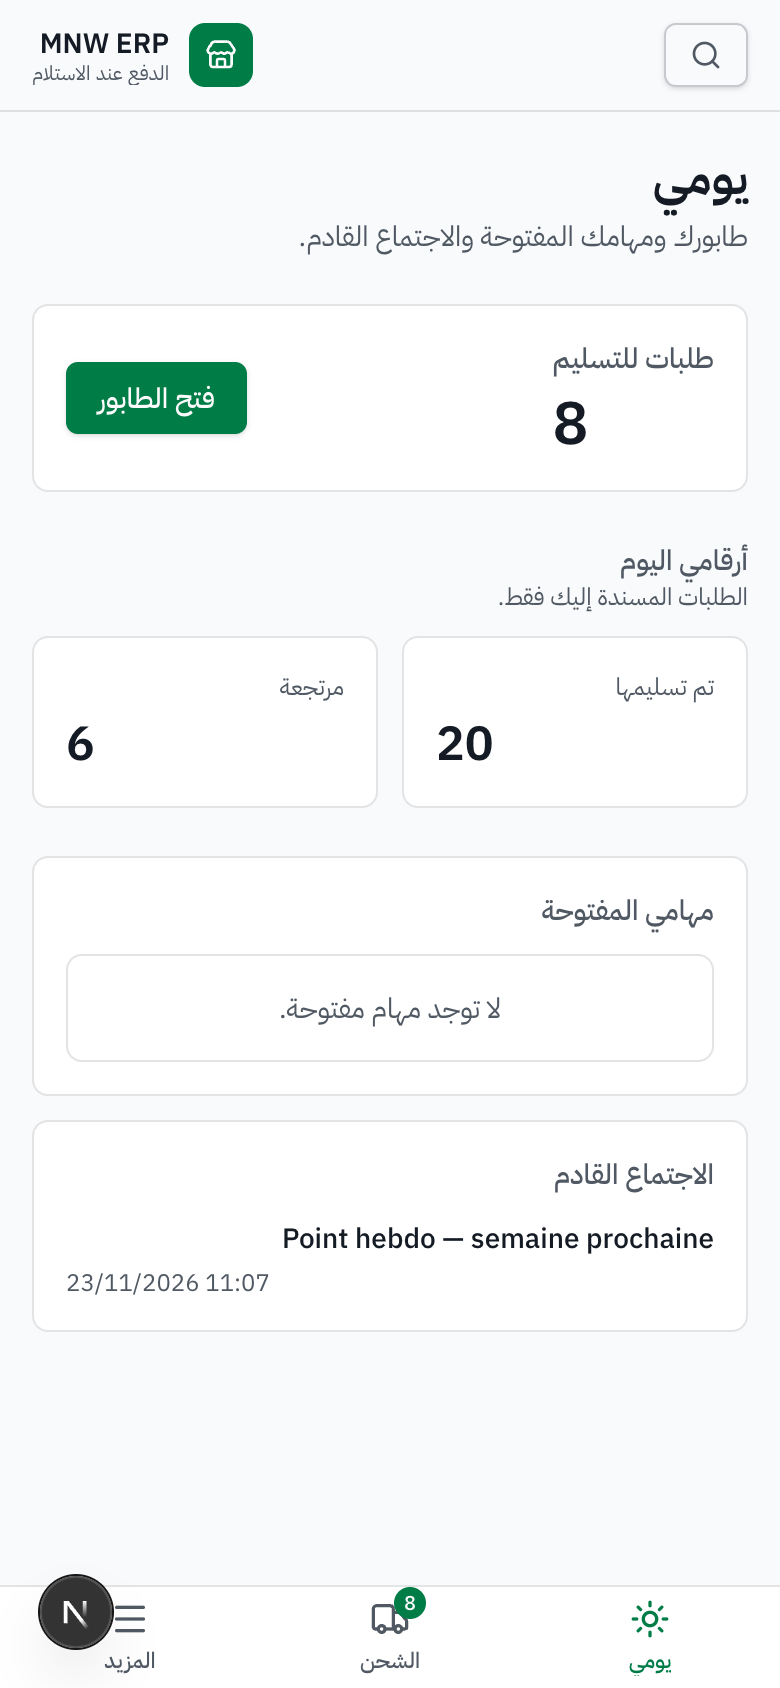 MNW ERP
الدفع عند الاستلام
يومي
طابورك ومهامك المفتوحة والاجتماع القادم.
طلبات للتسليم
8
فتح الطابور
أرقامي اليوم
الطلبات المسندة إليك فقط.
تم تسليمها
20
مرتجعة
6
مهامي المفتوحة
لا توجد مهام مفتوحة.
الاجتماع القادم
Point hebdo — semaine prochaine
23/11/2026 11:07
يومي
8
الشحن
المزيد
N